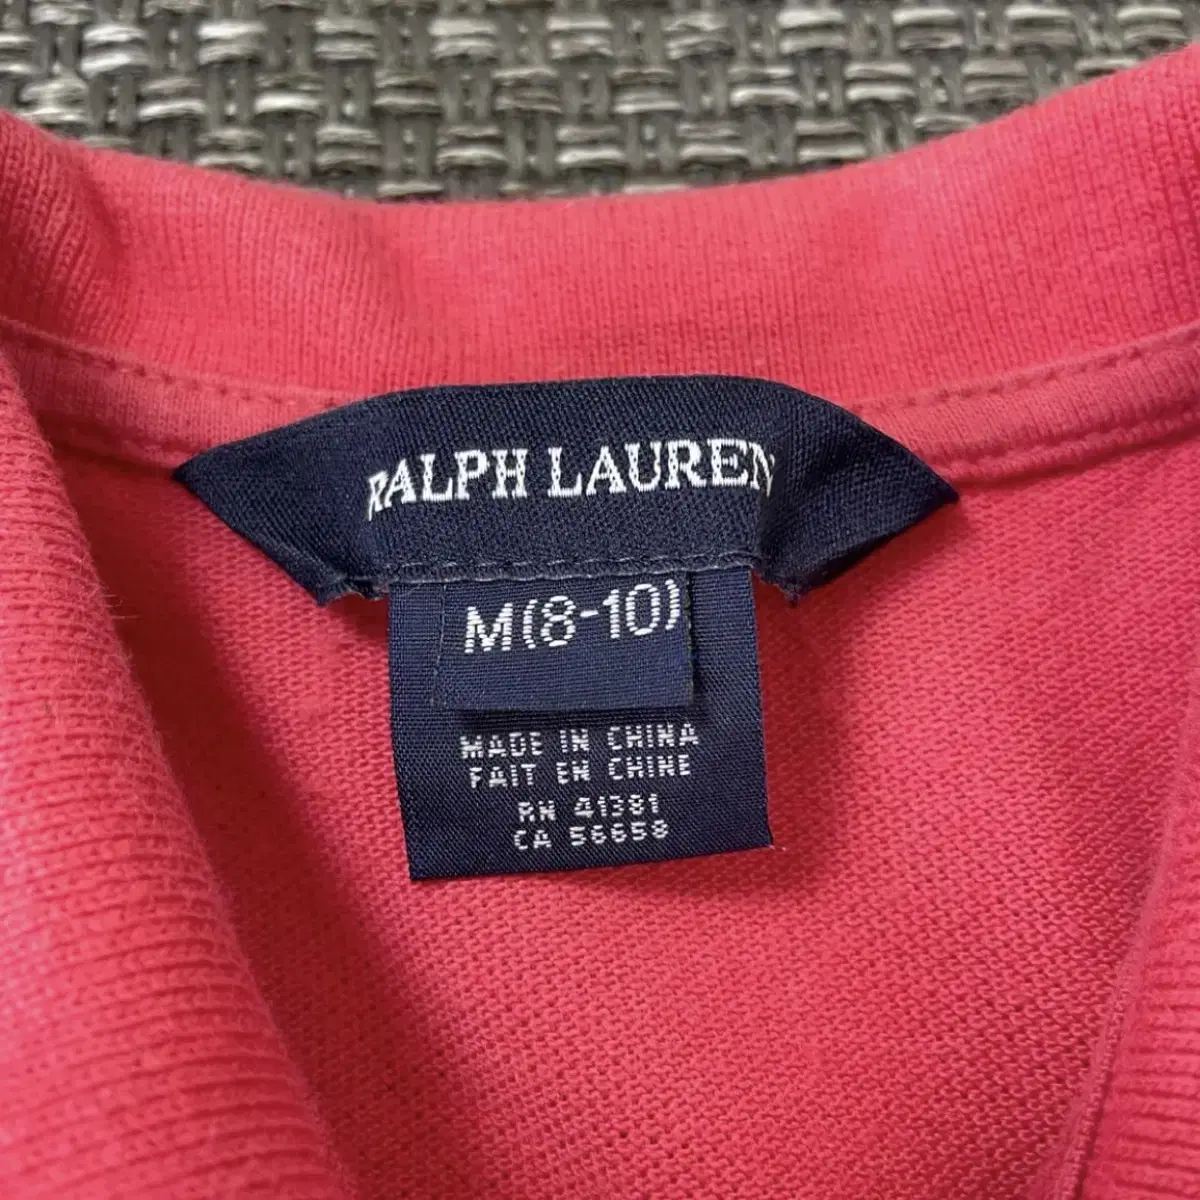 RALPH LAUREN
M(8-10)
MADE IN CHINA
FAIT EN CHINE
RN 41381
CA 56658